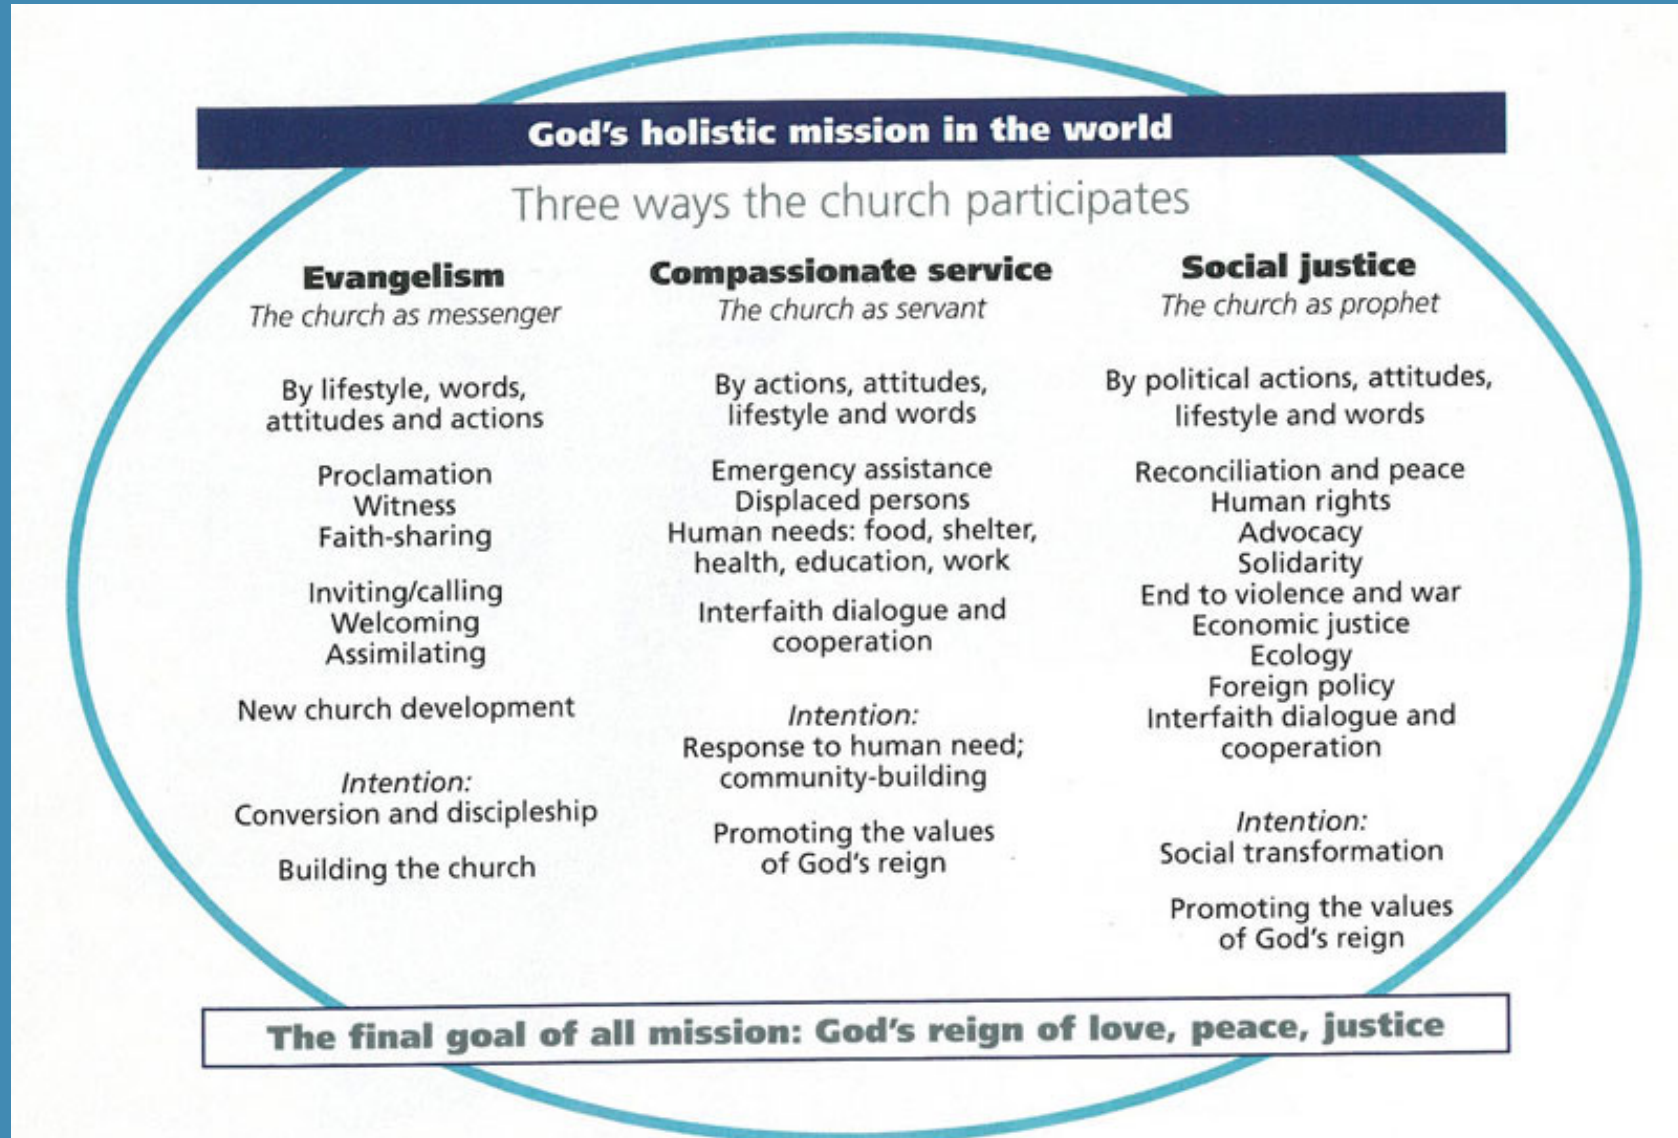 God's holistic mission in the world
Three ways the church participates
Evangelism
The church as messenger
By lifestyle, words,
attitudes and actions
Proclamation
Witness
Faith-sharing
Inviting/calling
Welcoming
Assimilating
New church development
Intention:
Conversion and discipleship
Building the church
Compassionate service
The church as servant
By actions, attitudes,
lifestyle and words
Emergency assistance
Displaced persons
Human needs: food, shelter,
health, education, work
Interfaith dialogue and
cooperation
Intention:
Response to human need;
community-building
Promoting the values
of God's reign
Social justice
The church as prophet
By political actions, attitudes,
lifestyle and words
Reconciliation and peace
Human rights
Advocacy
Solidarity
End to violence and war
Economic justice
Ecology
Foreign policy
Interfaith dialogue and
cooperation
Intention:
Social transformation
Promoting the values
of God's reign
The final goal of all mission: God's reign of love, peace, justice